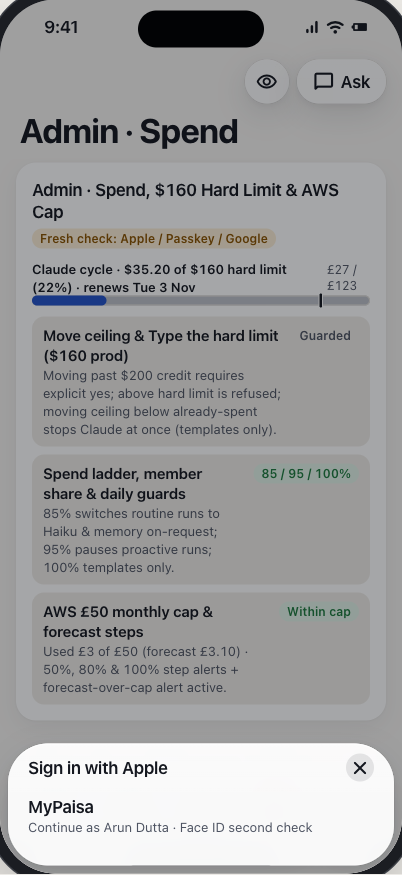 9:41
Ask
Admin · Spend
Admin · Spend, $160 Hard Limit & AWS
Cap
Fresh check: Apple / Passkey / Google
Claude cycle · $35.20 of $160 hard limit
(22%) · renews Tue 3 Nov
£27 /
£123
Move ceiling & Type the hard limit
($160 prod)
Guarded
Moving past $200 credit requires
explicit yes; above hard limit is refused;
moving ceiling below already-spent
stops Claude at once (templates only).
Spend ladder, member
share & daily guards
85 / 95 / 100%
85% switches routine runs to
Haiku & memory on-request;
95% pauses proactive runs;
100% templates only.
AWS £50 monthly cap &
forecast steps
Within cap
Used £3 of £50 (forecast £3.10) ·
50%, 80% & 100% step alerts +
forecast-over-cap alert active.
Sign in with Apple
MyPaisa
Continue as Arun Dutta · Face ID second check